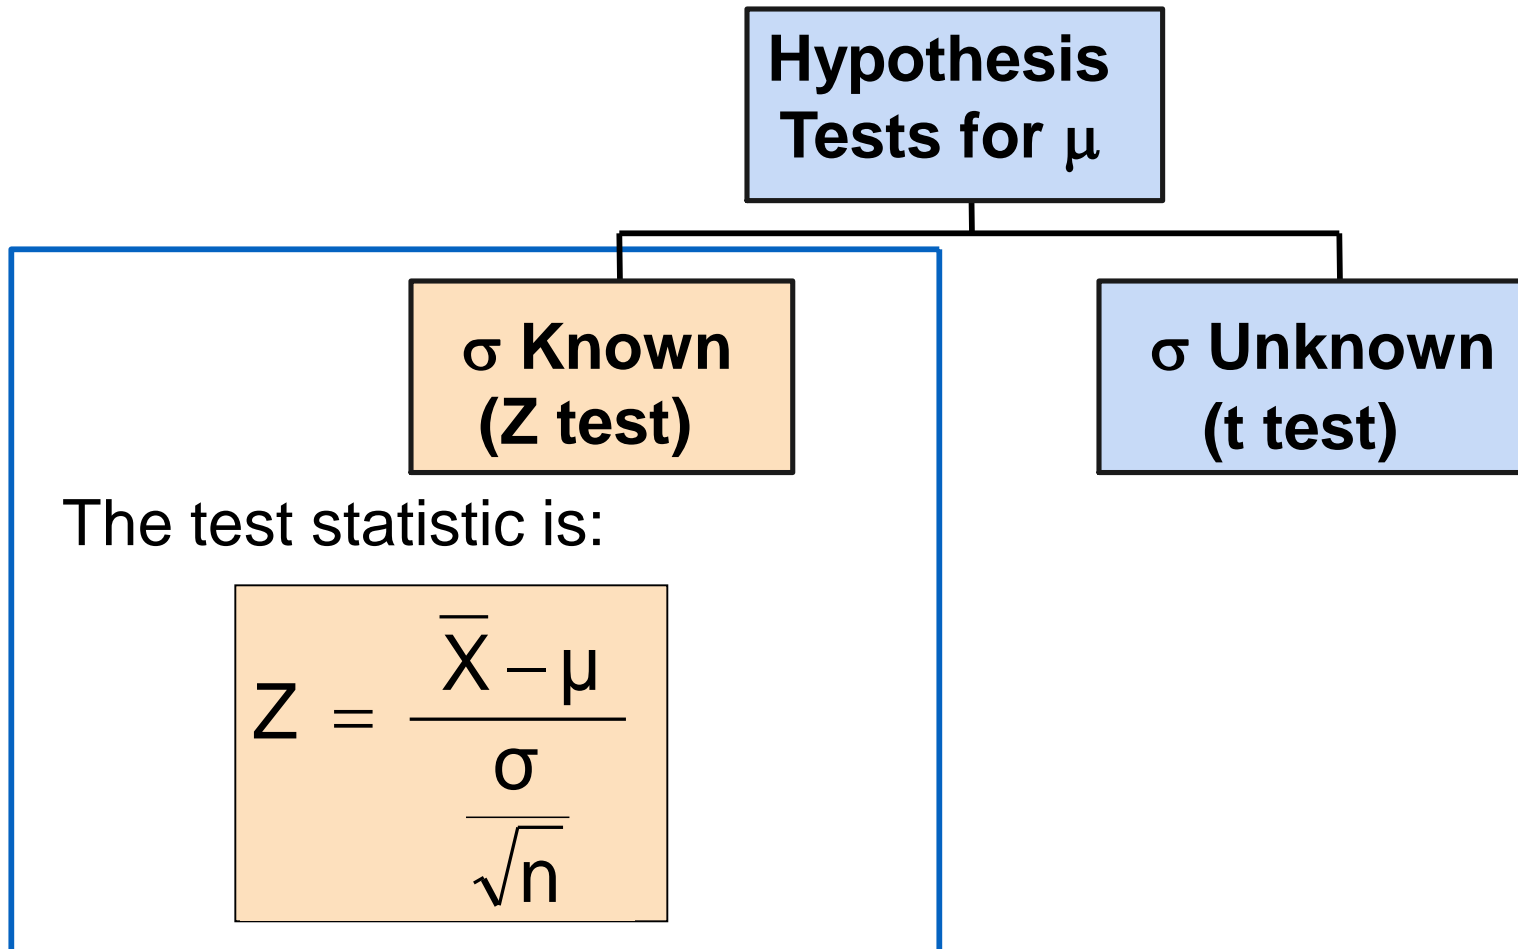 Hypothesis
Tests for μ
σ Known
(Z test)
σ Unknown
(t test)
The test statistic is:
Z = (X̄ – μ) / (σ / √n)